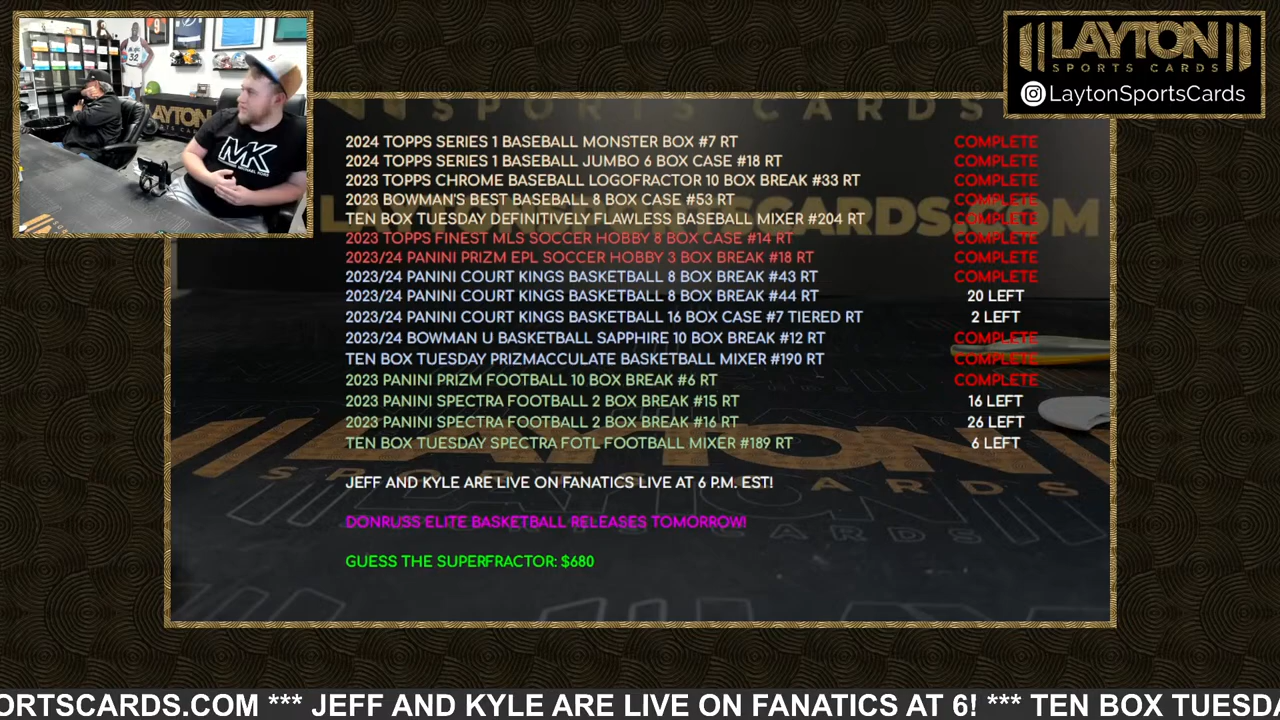 LAYTON
SPORTS CARDS
LaytonSportsCards
SPORTS CARDS
2024 TOPPS SERIES 1 BASEBALL MONSTER BOX #7 RT COMPLETE
2024 TOPPS SERIES 1 BASEBALL JUMBO 6 BOX CASE #18 RT COMPLETE
2023 TOPPS CHROME BASEBALL LOGOFRACTOR 10 BOX BREAK #33 RT COMPLETE
2023 BOWMAN'S BEST BASEBALL 8 BOX CASE #53 RT COMPLETE
TEN BOX TUESDAY DEFINITIVELY FLAWLESS BASEBALL MIXER #204 RT COMPLETE
2023 TOPPS FINEST MLS SOCCER HOBBY 8 BOX CASE #14 RT COMPLETE
2023/24 PANINI PRIZM EPL SOCCER HOBBY 3 BOX BREAK #18 RT COMPLETE
2023/24 PANINI COURT KINGS BASKETBALL 8 BOX BREAK #43 RT COMPLETE
2023/24 PANINI COURT KINGS BASKETBALL 8 BOX BREAK #44 RT 20 LEFT
2023/24 PANINI COURT KINGS BASKETBALL 16 BOX CASE #7 TIERED RT 2 LEFT
2023/24 BOWMAN U BASKETBALL SAPPHIRE 10 BOX BREAK #12 RT COMPLETE
TEN BOX TUESDAY PRIZMACCULATE BASKETBALL MIXER #190 RT COMPLETE
2023 PANINI PRIZM FOOTBALL 10 BOX BREAK #6 RT COMPLETE
2023 PANINI SPECTRA FOOTBALL 2 BOX BREAK #15 RT 16 LEFT
2023 PANINI SPECTRA FOOTBALL 2 BOX BREAK #16 RT 26 LEFT
TEN BOX TUESDAY SPECTRA FOTL FOOTBALL MIXER #189 RT 6 LEFT
JEFF AND KYLE ARE LIVE ON FANATICS LIVE AT 6 P.M. EST!
DONRUSS ELITE BASKETBALL RELEASES TOMORROW!
GUESS THE SUPERFRACTOR: $680
LAYTON
MK
MICHAEL KORS
32
ORTSCARDS.COM *** JEFF AND KYLE ARE LIVE ON FANATICS AT 6! *** TEN BOX TUESDA